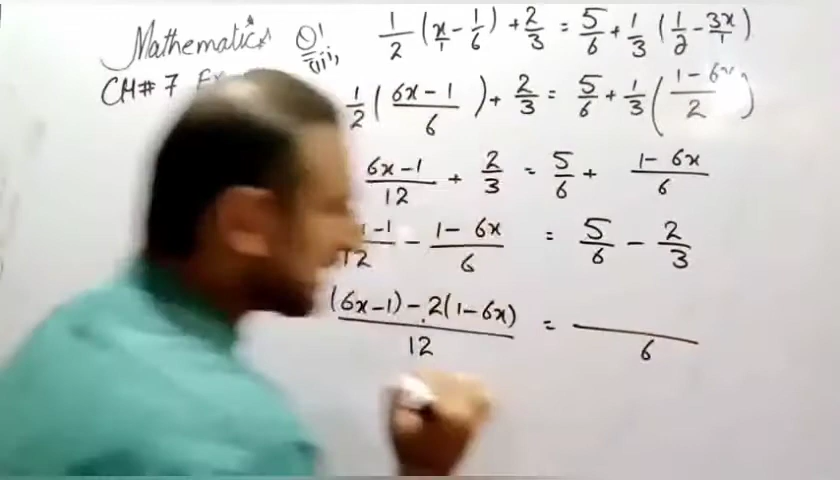 Mathematics Q1 (iii),
CH# 7 Ex
1/2 (x/1 - 1/6) + 2/3 = 5/6 + 1/3 (1/2 - 3x/1)
1/2 (6x - 1 / 6) + 2/3 = 5/6 + 1/3 (1 - 6x / 2)
6x - 1 / 12 + 2/3 = 5/6 + 1 - 6x / 6
-1 / 12 - 1 - 6x / 6 = 5/6 - 2/3
(6x - 1) - 2(1 - 6x) / 12 = / 6